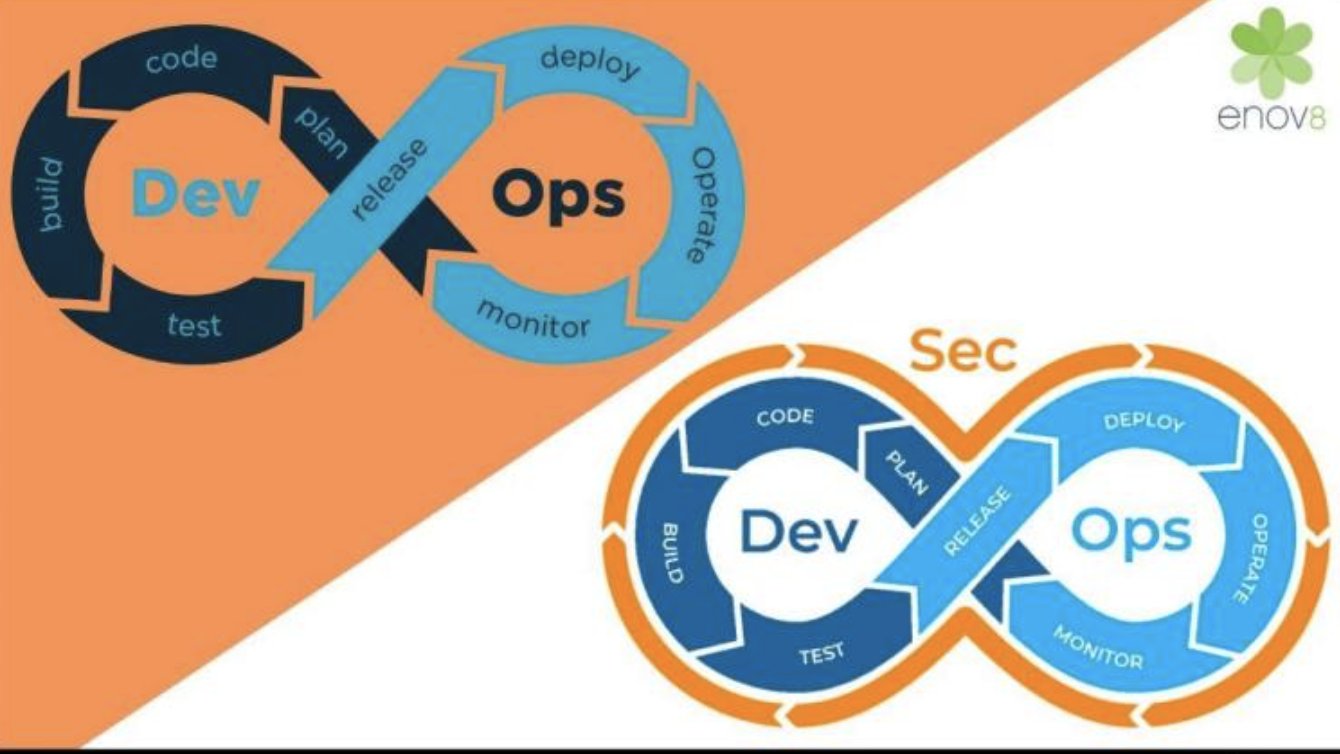 code
plan
build
Dev
test
release
deploy
Operate
monitor
Ops
enov8
Sec
CODE
PLAN
BUILD
Dev
TEST
RELEASE
DEPLOY
OPERATE
MONITOR
Ops